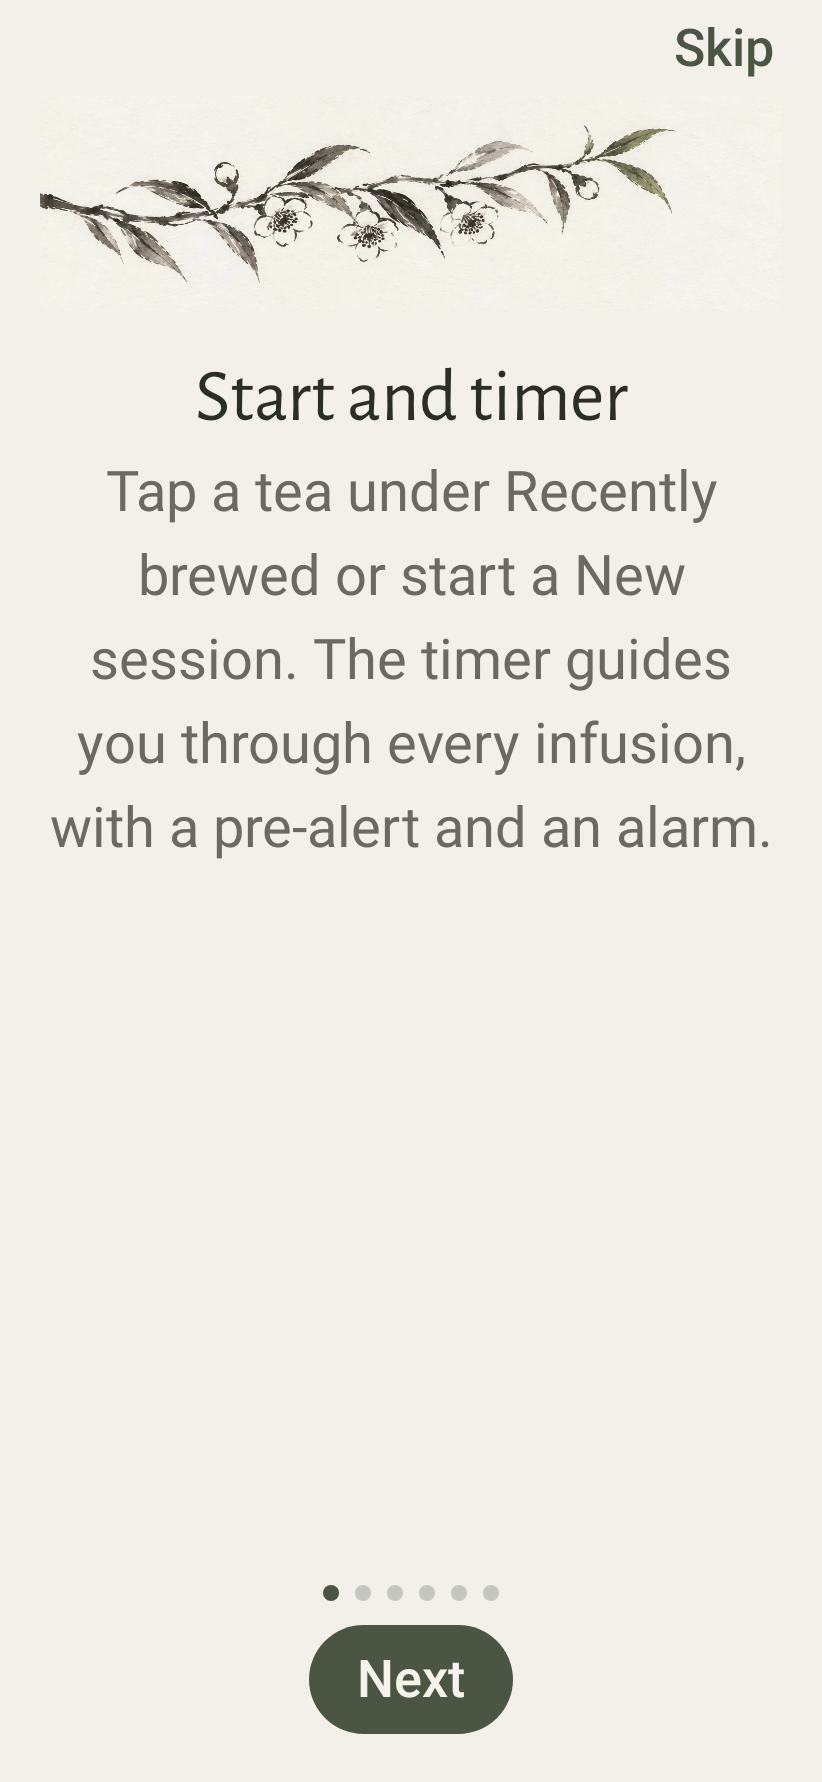 Skip
Start and timer
Tap a tea under Recently
brewed or start a New
session. The timer guides
you through every infusion,
with a pre-alert and an alarm.
Next